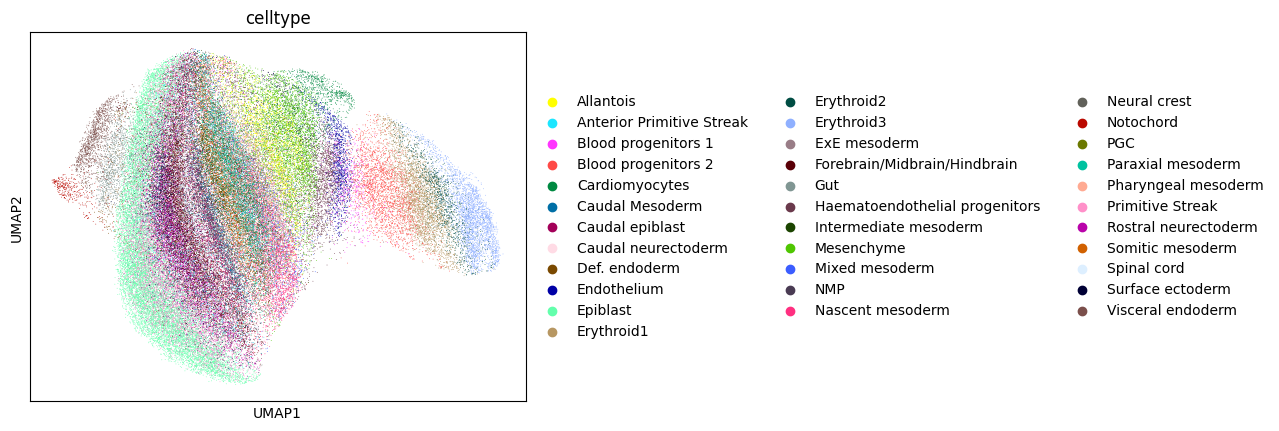 celltype
UMAP2
UMAP1
Allantois
Anterior Primitive Streak
Blood progenitors 1
Blood progenitors 2
Cardiomyocytes
Caudal Mesoderm
Caudal epiblast
Caudal neurectoderm
Def. endoderm
Endothelium
Epiblast
Erythroid1
Erythroid2
Erythroid3
ExE mesoderm
Forebrain/Midbrain/Hindbrain
Gut
Haematoendothelial progenitors
Intermediate mesoderm
Mesenchyme
Mixed mesoderm
NMP
Nascent mesoderm
Neural crest
Notochord
PGC
Paraxial mesoderm
Pharyngeal mesoderm
Primitive Streak
Rostral neurectoderm
Somitic mesoderm
Spinal cord
Surface ectoderm
Visceral endoderm